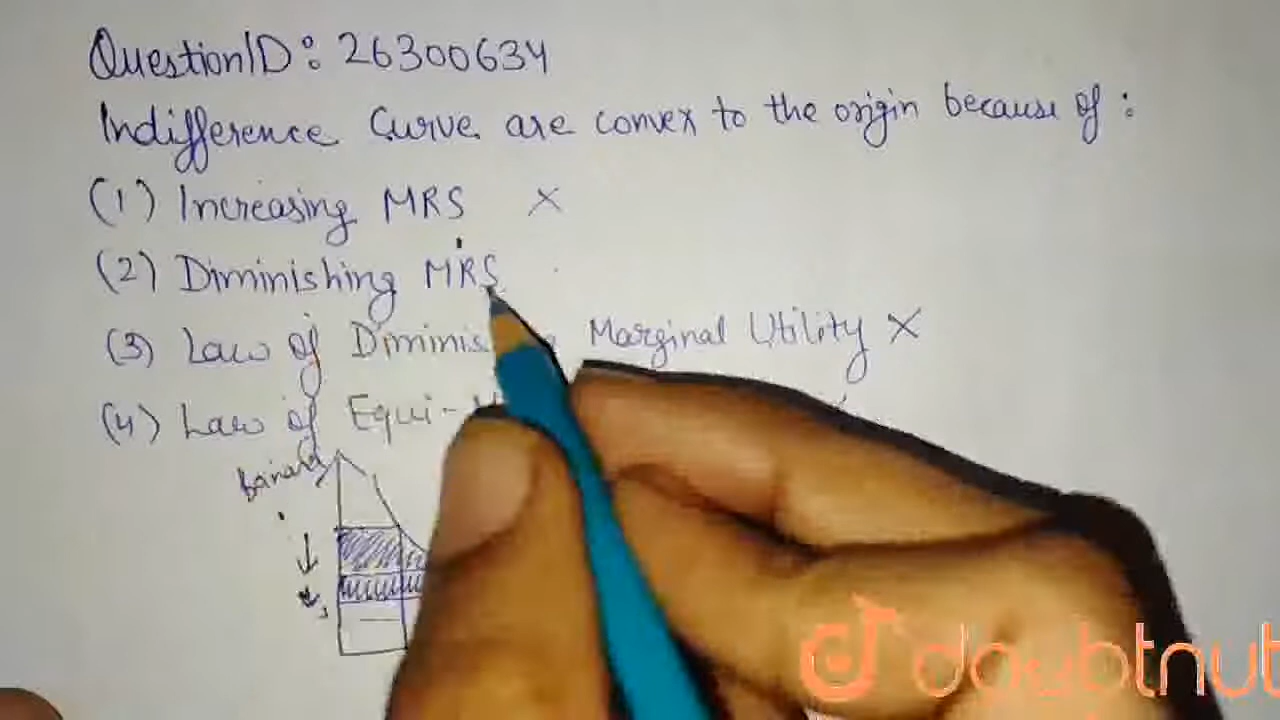 QuestionID: 26300634
Indifference Curve are convex to the origin because of :
(1) Increasing MRS ×
(2) Diminishing MRS
(3) Law of Diminis Marginal Utility ×
(4) Law of Equi-
doubtnut